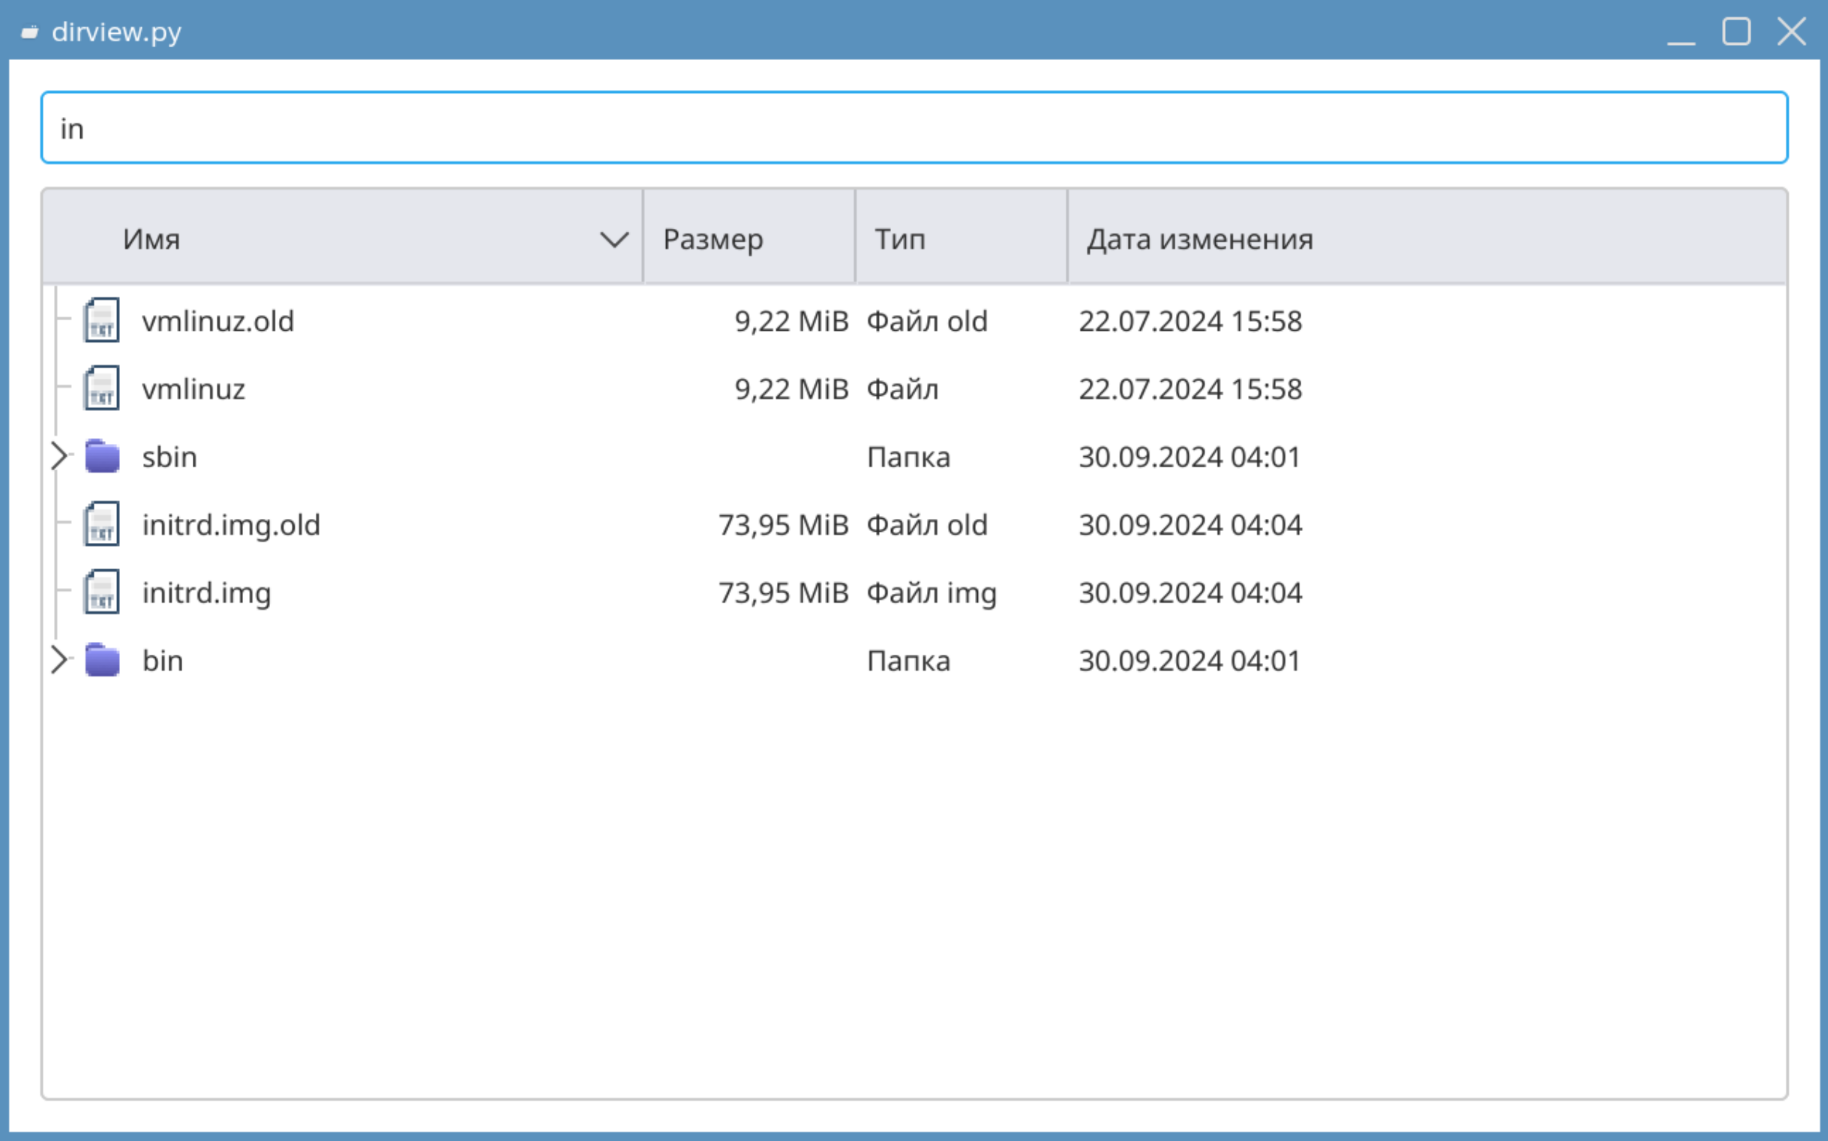 dirview.py
in
Имя Размер Тип Дата изменения
vmlinuz.old 9,22 MiB Файл old 22.07.2024 15:58
vmlinuz 9,22 MiB Файл 22.07.2024 15:58
sbin Папка 30.09.2024 04:01
initrd.img.old 73,95 MiB Файл old 30.09.2024 04:04
initrd.img 73,95 MiB Файл img 30.09.2024 04:04
bin Папка 30.09.2024 04:01